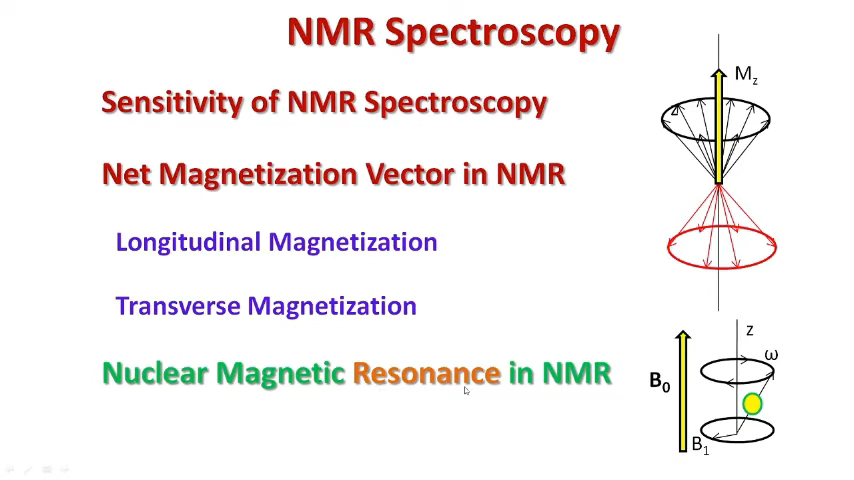 NMR Spectroscopy
Sensitivity of NMR Spectroscopy
Net Magnetization Vector in NMR
Longitudinal Magnetization
Transverse Magnetization
Nuclear Magnetic Resonance in NMR
Mz
z
ω
B0
B1